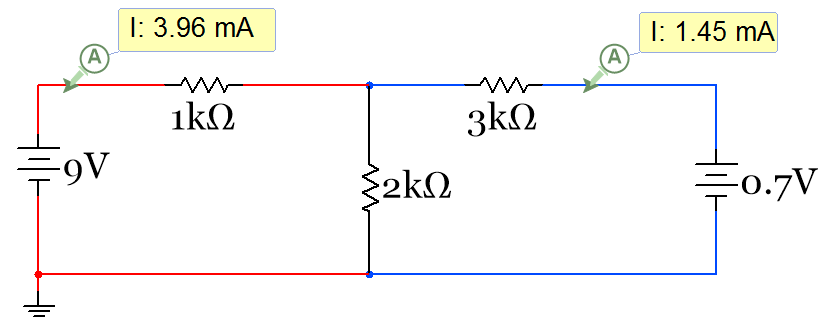 I: 3.96 mA
I: 1.45 mA
A
A
1kΩ
3kΩ
9V
2kΩ
0.7V